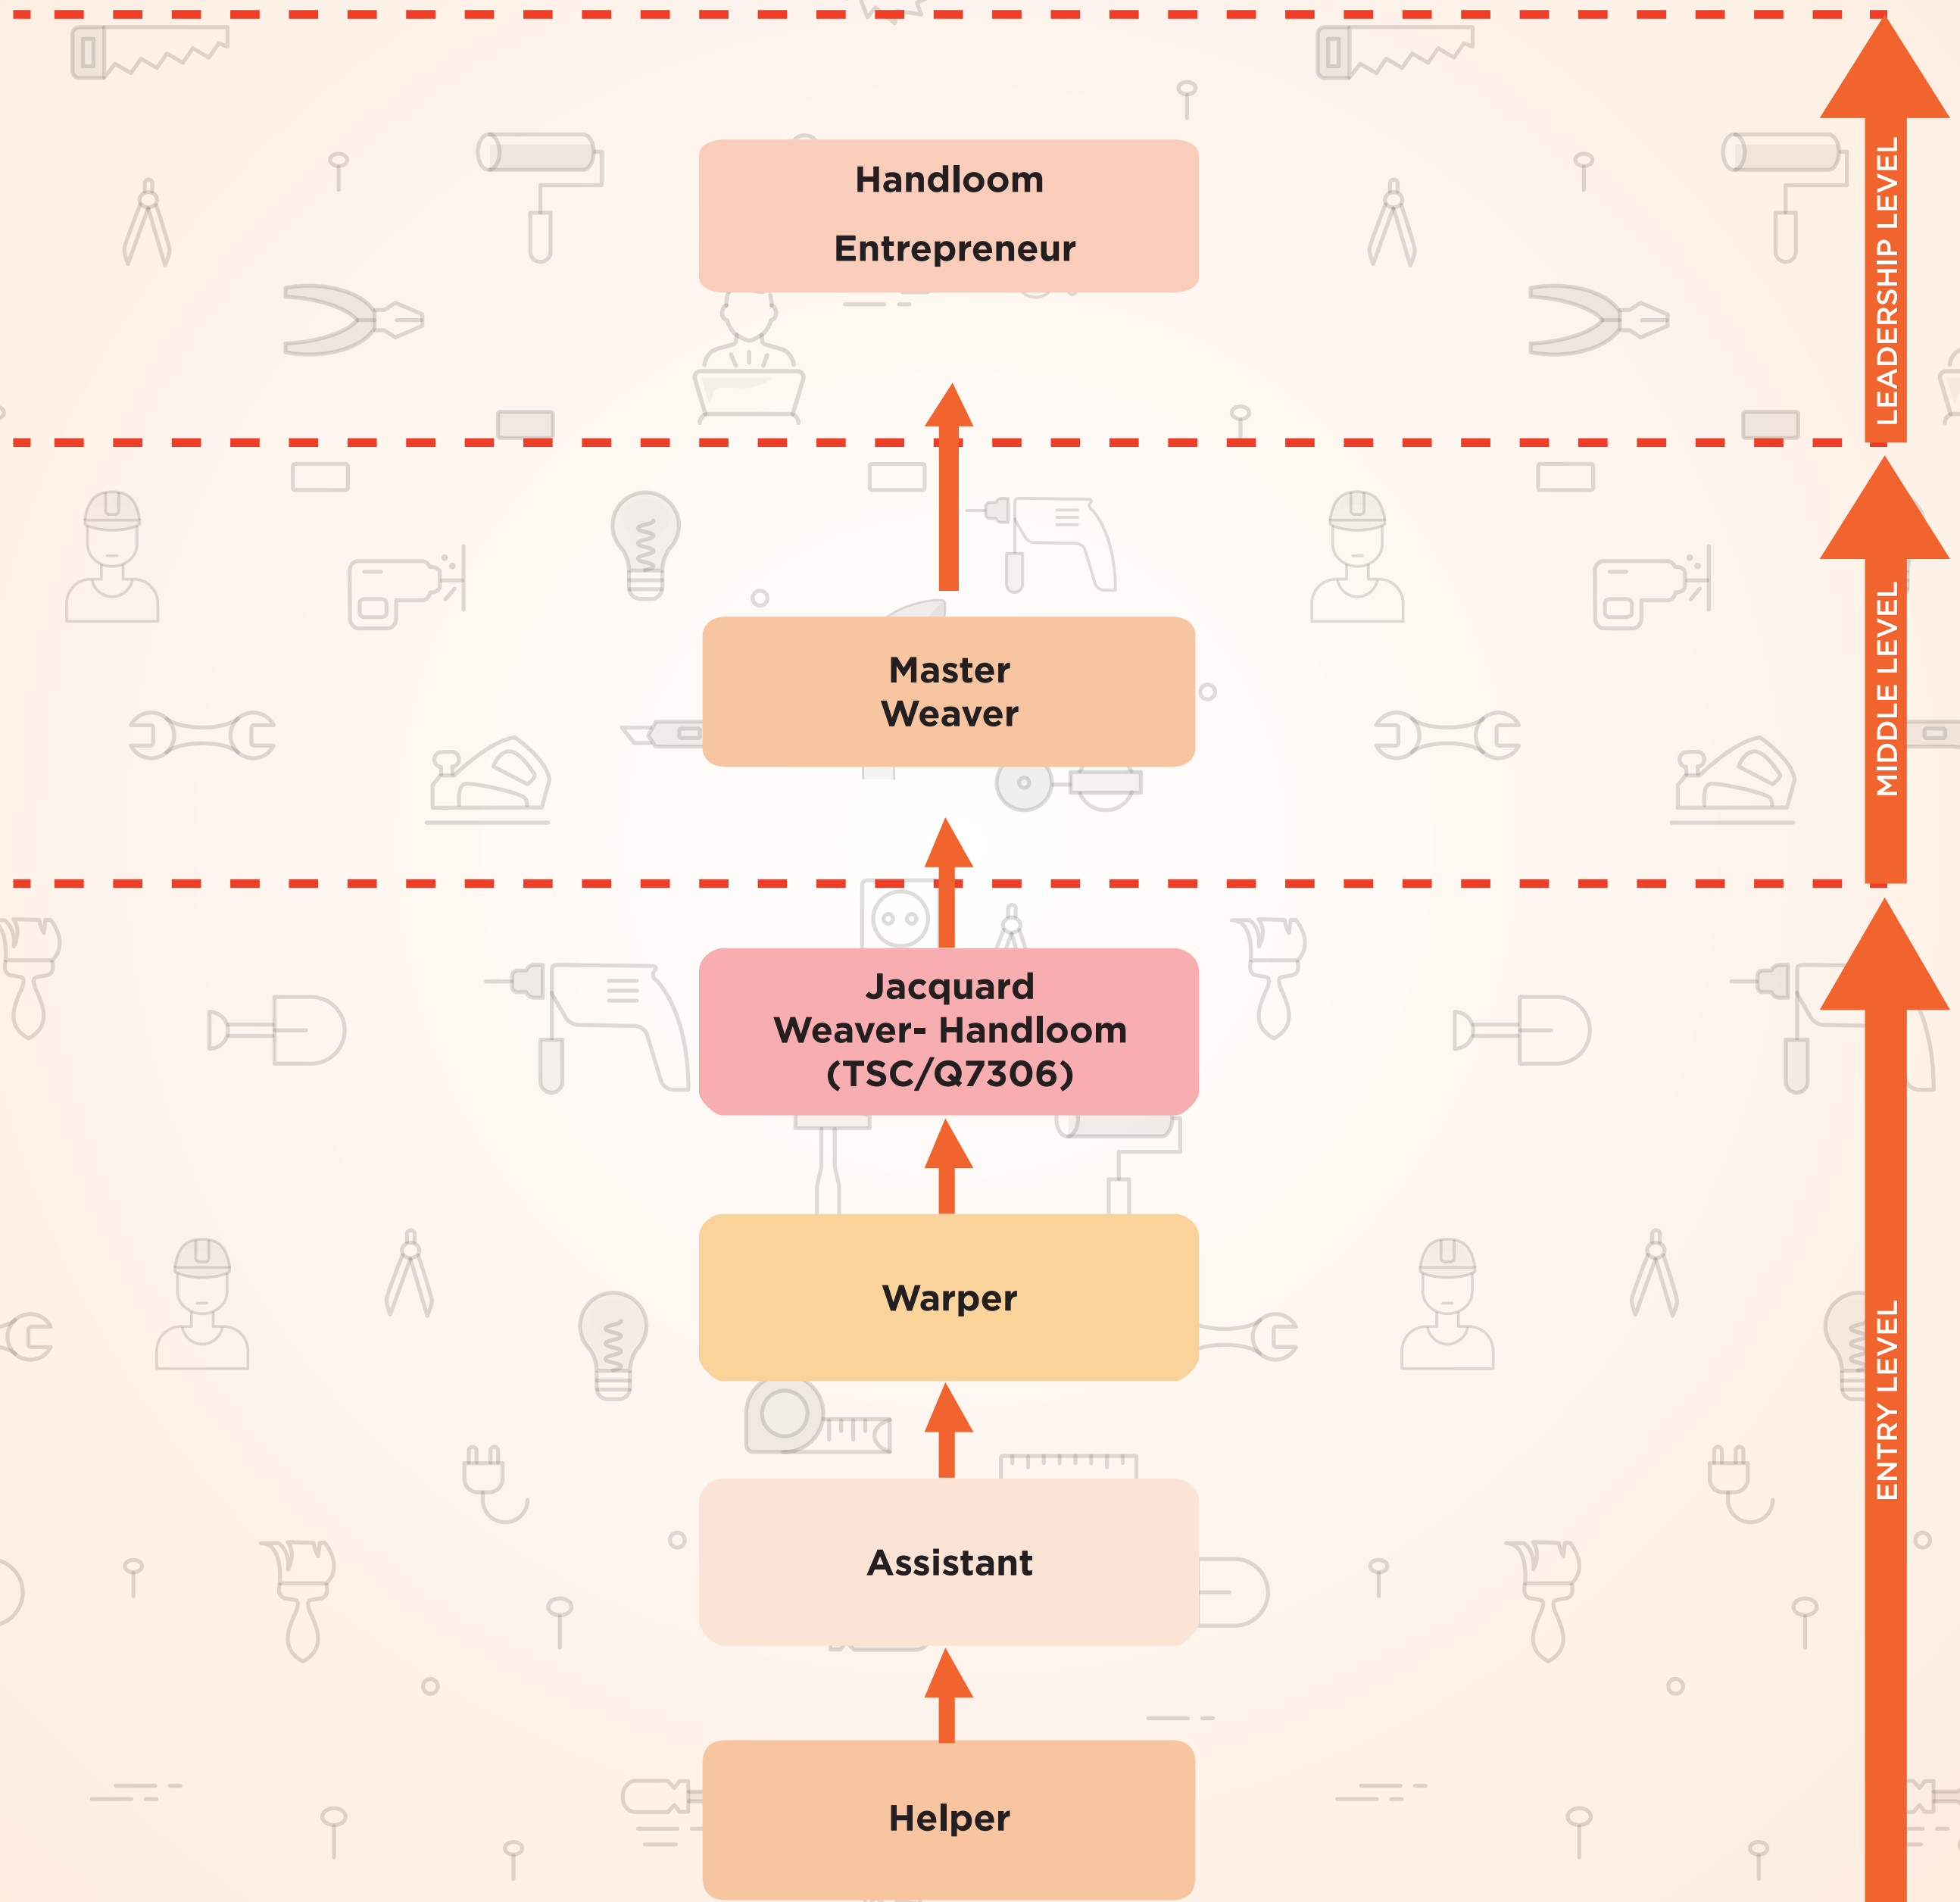 Handloom
Entrepreneur
LEADERSHIP LEVEL
Master
Weaver
MIDDLE LEVEL
Jacquard
Weaver- Handloom
(TSC/Q7306)
Warper
ENTRY LEVEL
Assistant
Helper